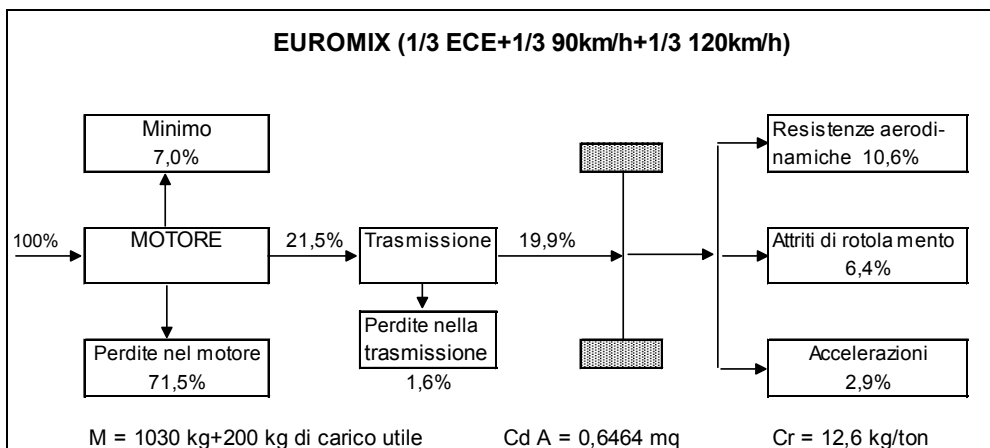 EUROMIX (1/3 ECE+1/3 90km/h+1/3 120km/h)
Minimo
7,0%
Resistenze aerodi-
namiche 10,6%
100%
MOTORE
21,5%
Trasmissione
19,9%
Attriti di rotola mento
6,4%
Perdite nel motore
71,5%
Perdite nella
trasmissione
1,6%
Accelerazioni
2,9%
M = 1030 kg+200 kg di carico utile
Cd A = 0,6464 mq
Cr = 12,6 kg/ton